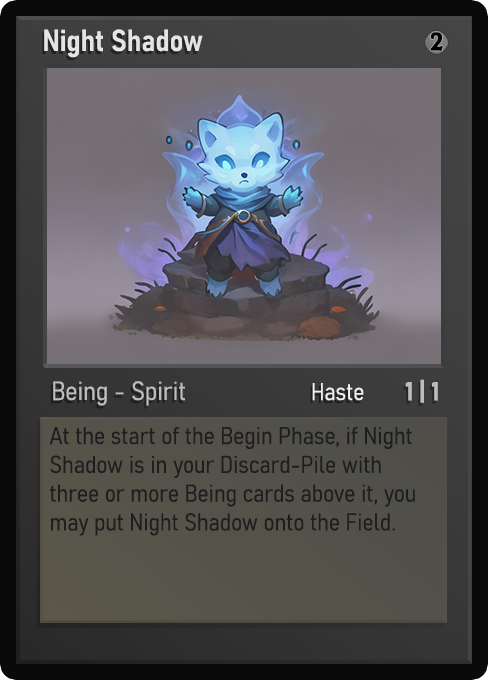 Night Shadow
2
Being - Spirit
Haste
1|1
At the start of the Begin Phase, if Night
Shadow is in your Discard-Pile with
three or more Being cards above it, you
may put Night Shadow onto the Field.